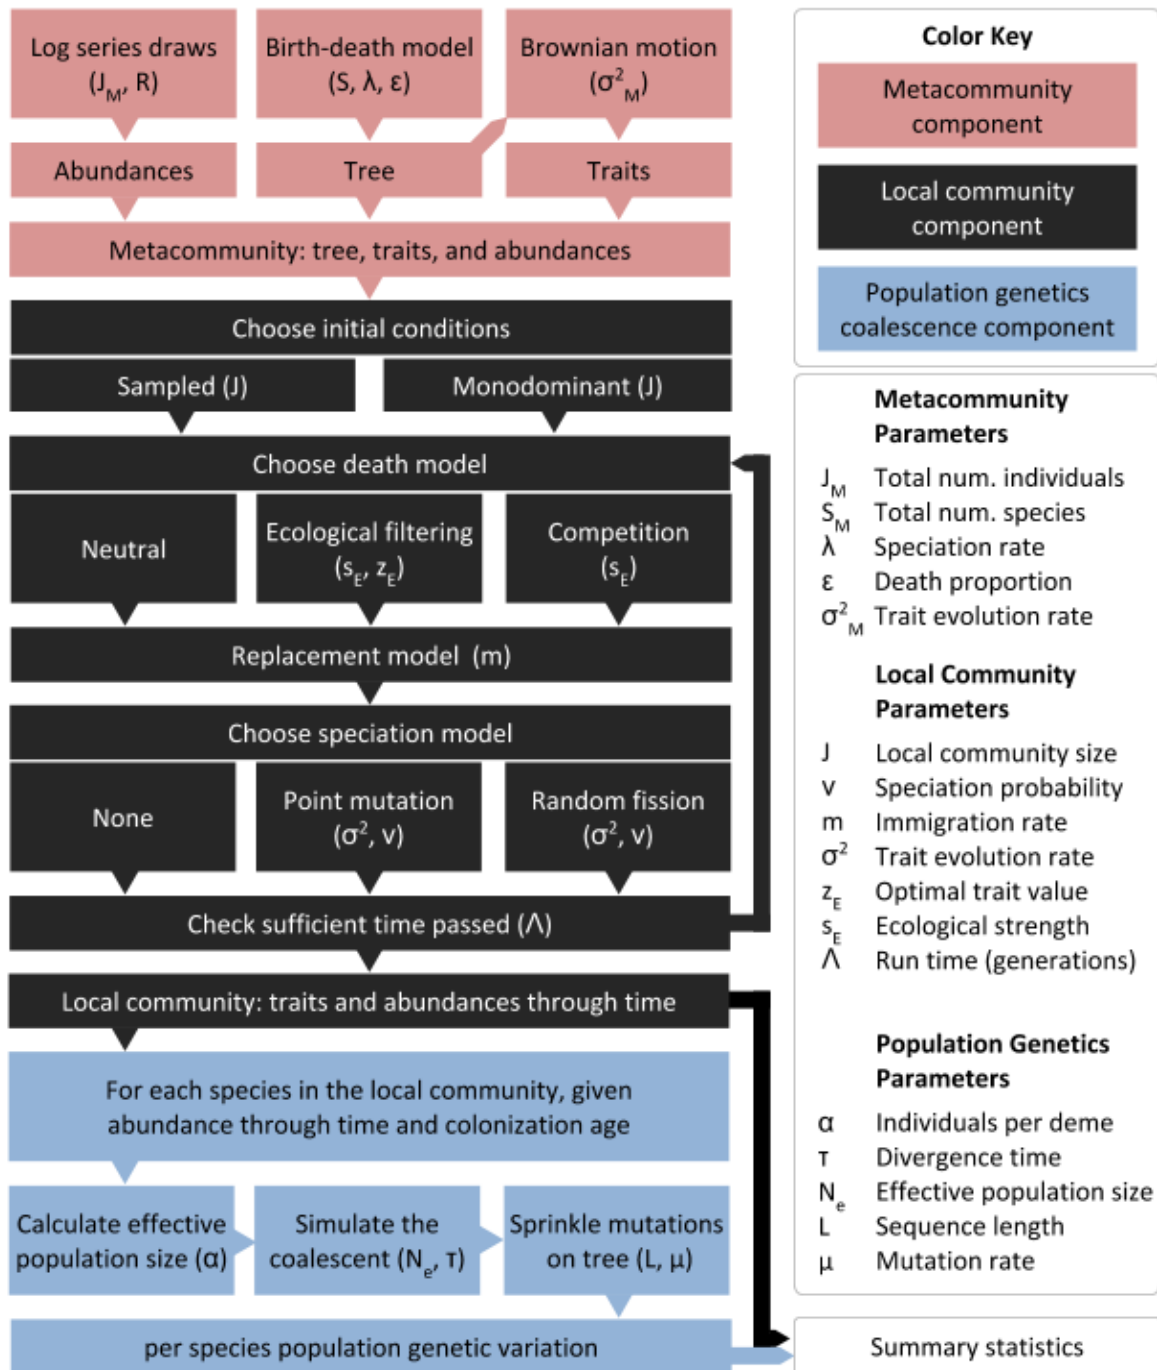 Log series draws
(J_M, R)
Birth-death model
(S, λ, ε)
Brownian motion
(σ²_M)
Abundances
Tree
Traits
Metacommunity: tree, traits, and abundances
Choose initial conditions
Sampled (J)
Monodominant (J)
Choose death model
Neutral
Ecological filtering
(s_E, z_E)
Competition
(s_E)
Replacement model (m)
Choose speciation model
None
Point mutation
(σ², ν)
Random fission
(σ², ν)
Check sufficient time passed (Λ)
Local community: traits and abundances through time
For each species in the local community, given
abundance through time and colonization age
Calculate effective
population size (α)
Simulate the
coalescent (N_e, τ)
Sprinkle mutations
on tree (L, μ)
per species population genetic variation
Color Key
Metacommunity
component
Local community
component
Population genetics
coalescence component
Metacommunity
Parameters
J_M Total num. individuals
S_M Total num. species
λ Speciation rate
ε Death proportion
σ²_M Trait evolution rate
Local Community
Parameters
J Local community size
ν Speciation probability
m Immigration rate
σ² Trait evolution rate
z_E Optimal trait value
s_E Ecological strength
Λ Run time (generations)
Population Genetics
Parameters
α Individuals per deme
τ Divergence time
N_e Effective population size
L Sequence length
μ Mutation rate
Summary statistics